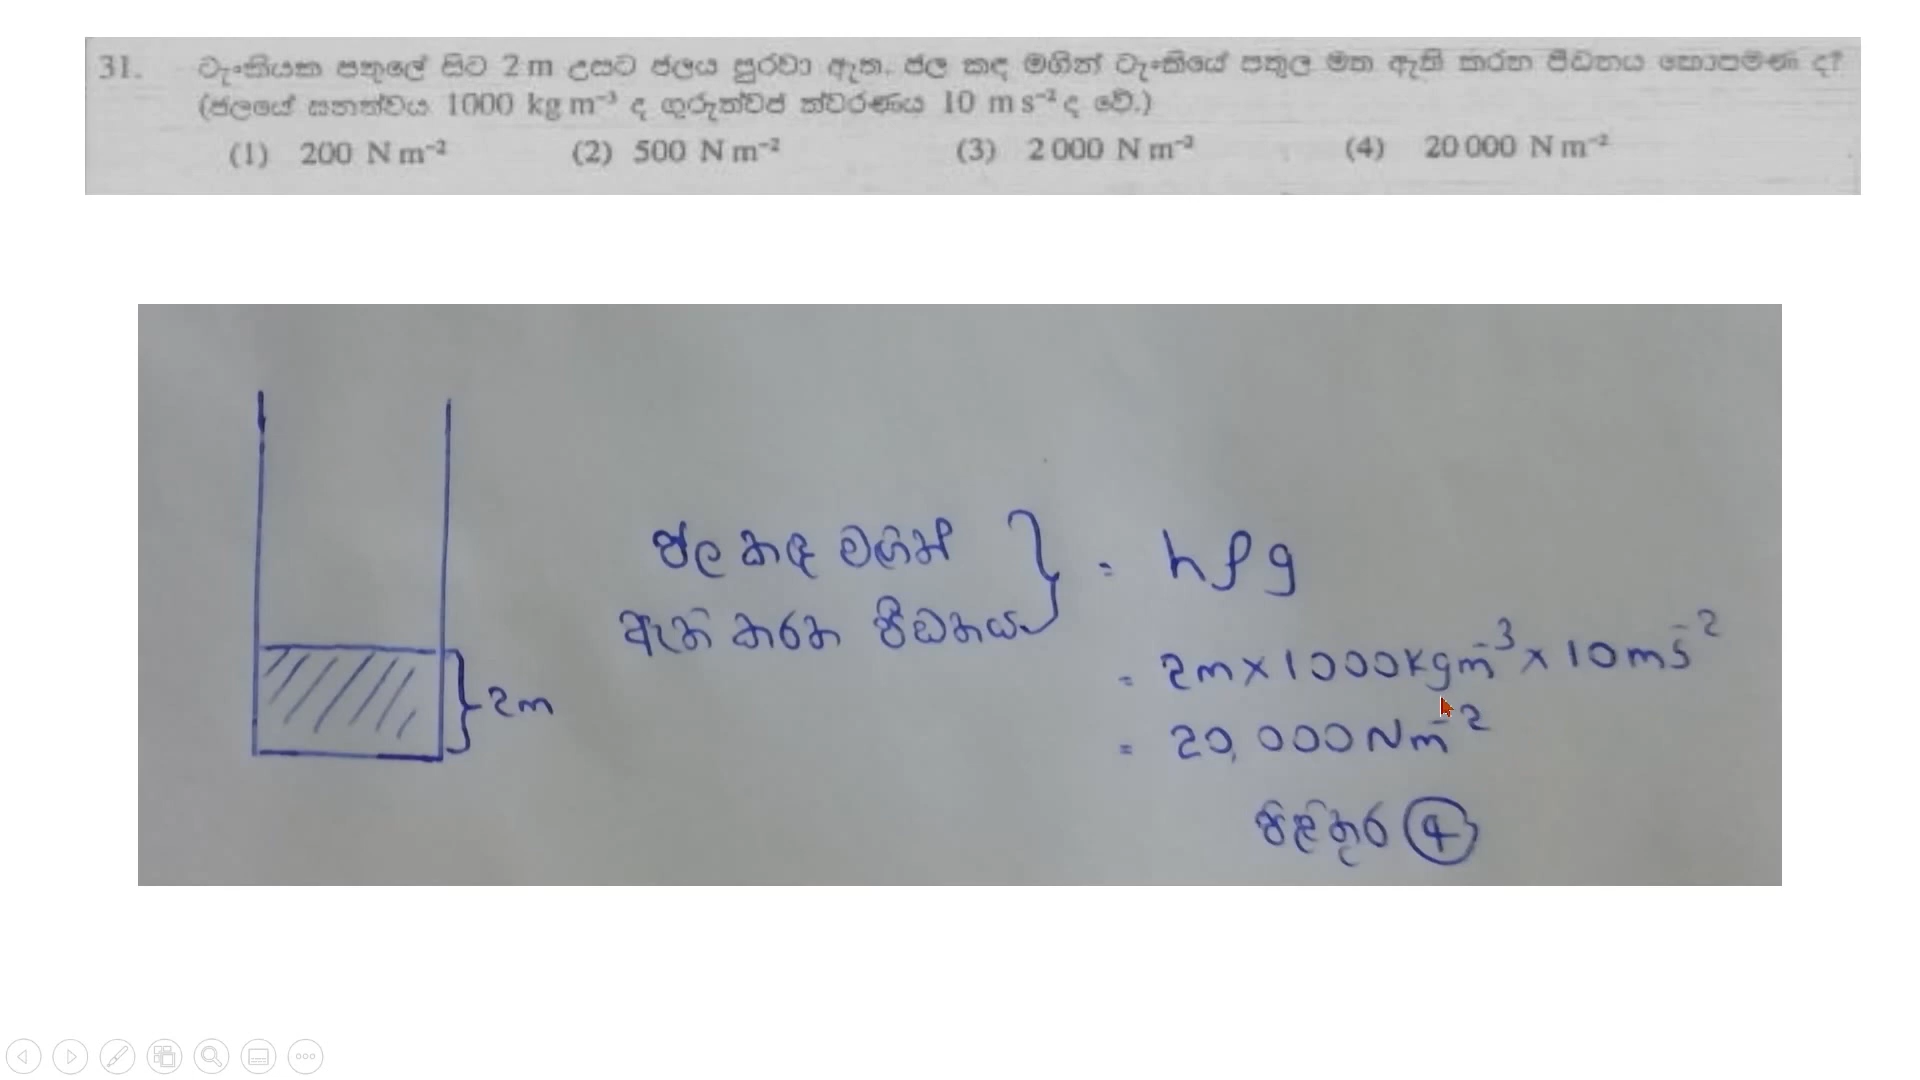 31. ටැංකියක පතුලේ සිට 2 m උසට ජලය පුරවා ඇත. ජල කඳ මගින් ටැංකියේ පතුල මත ඇති කරන පීඩනය කොපමණ ද?
(ජලයේ ඝනත්වය 1000 kg m⁻³ ද ගුරුත්වජ ත්වරණය 10 m s⁻² ද වේ.)
(1) 200 N m⁻² (2) 500 N m⁻² (3) 2 000 N m⁻² (4) 20 000 N m⁻²
ජල කඳ මගින්
ඇති කරන පීඩනය } = hρg
2m
= 2m × 1000kgm⁻³ × 10ms⁻²
= 20,000Nm⁻²
පිළිතුර 4